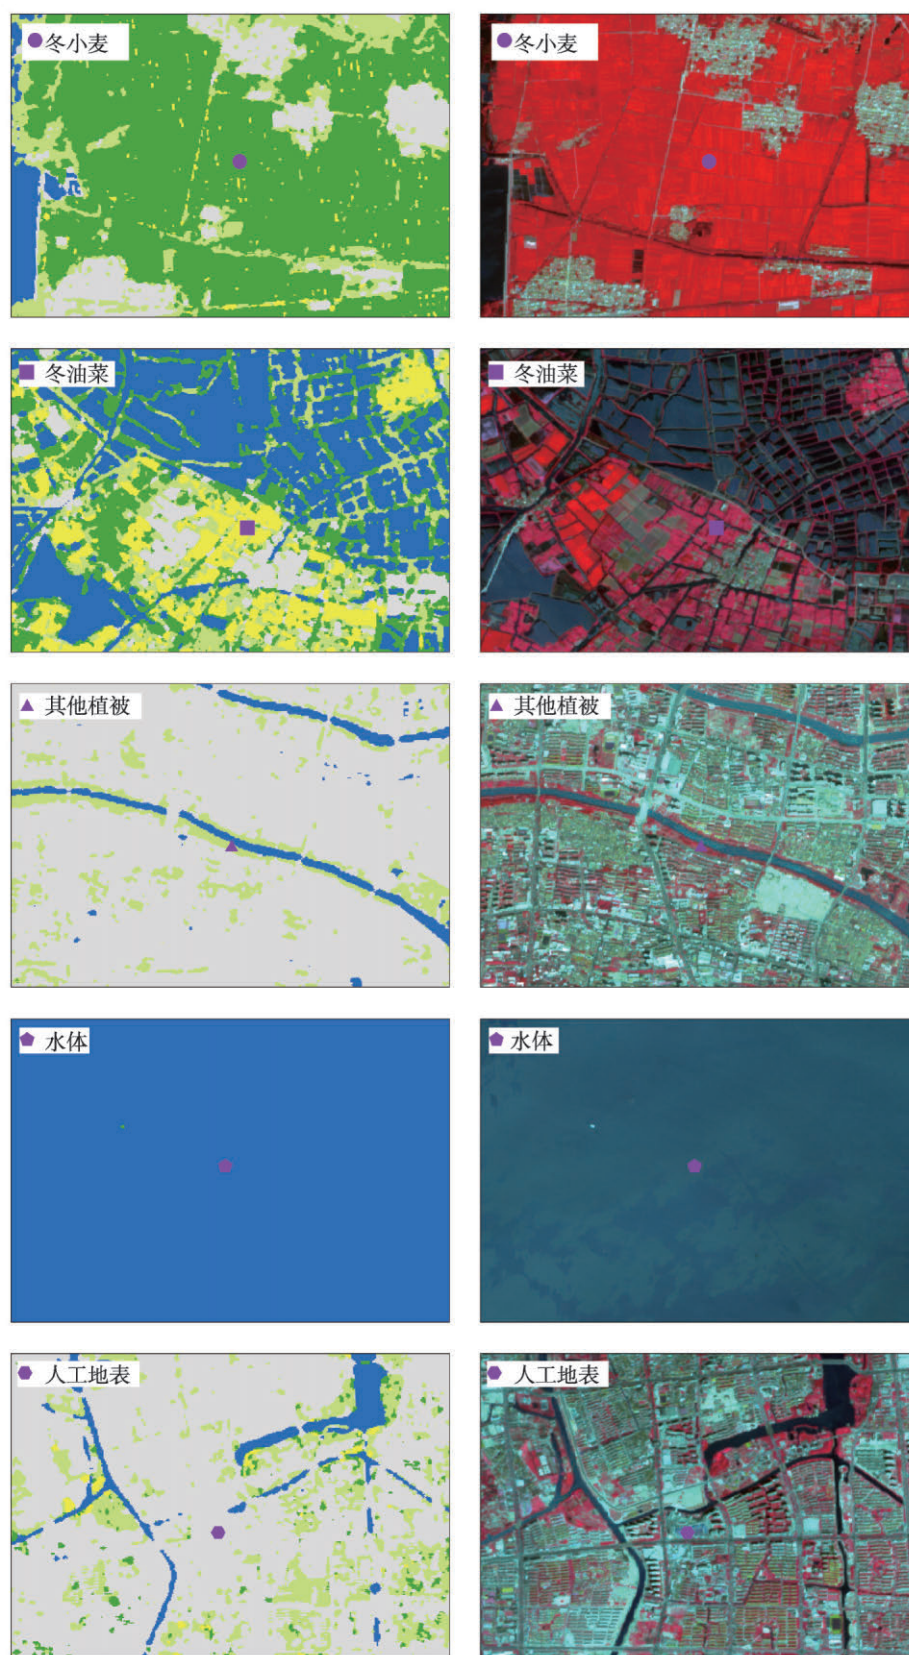 冬小麦
冬小麦
冬油菜
冬油菜
其他植被
其他植被
水体
水体
人工地表
人工地表